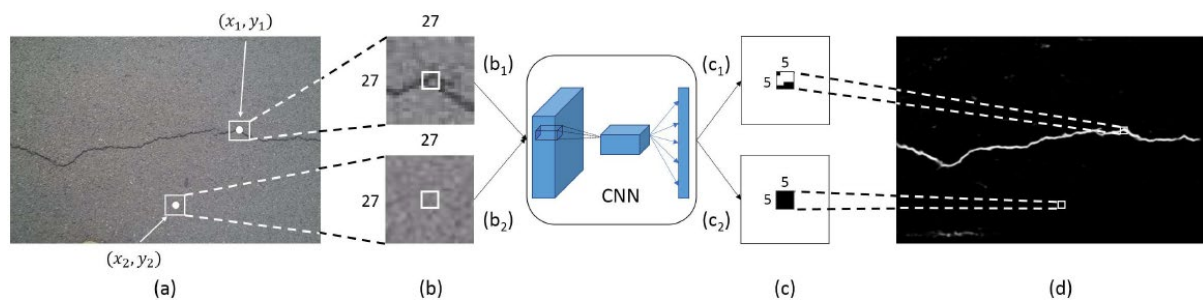 (x₁, y₁)
27
27
(b₁)
27
27
(b₂)
CNN
(c₁)
5
5
5
5
(c₂)
(x₂, y₂)
(a)
(b)
(c)
(d)